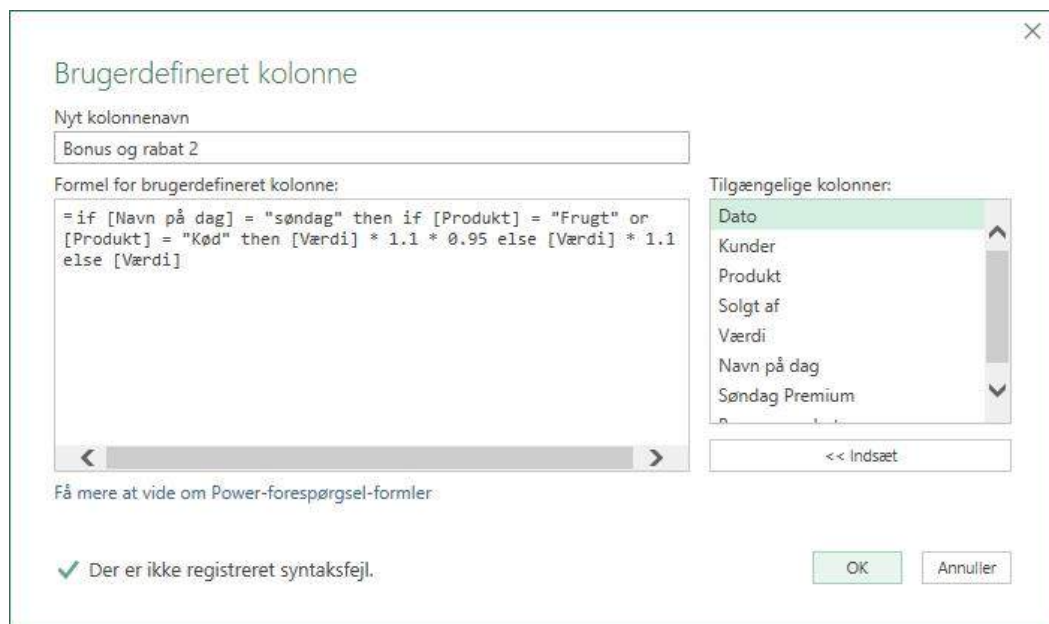 Brugerdefineret kolonne
Nyt kolonnenavn
Bonus og rabat 2
Formel for brugerdefineret kolonne:
=if [Navn på dag] = "søndag" then if [Produkt] = "Frugt" or
[Produkt] = "Kød" then [Værdi] * 1.1 * 0.95 else [Værdi] * 1.1
else [Værdi]
Tilgængelige kolonner:
Dato
Kunder
Produkt
Solgt af
Værdi
Navn på dag
Søndag Premium
<< Indsæt
Få mere at vide om Power-forespørgsel-formler
Der er ikke registreret syntaksfejl.
OK
Annuller